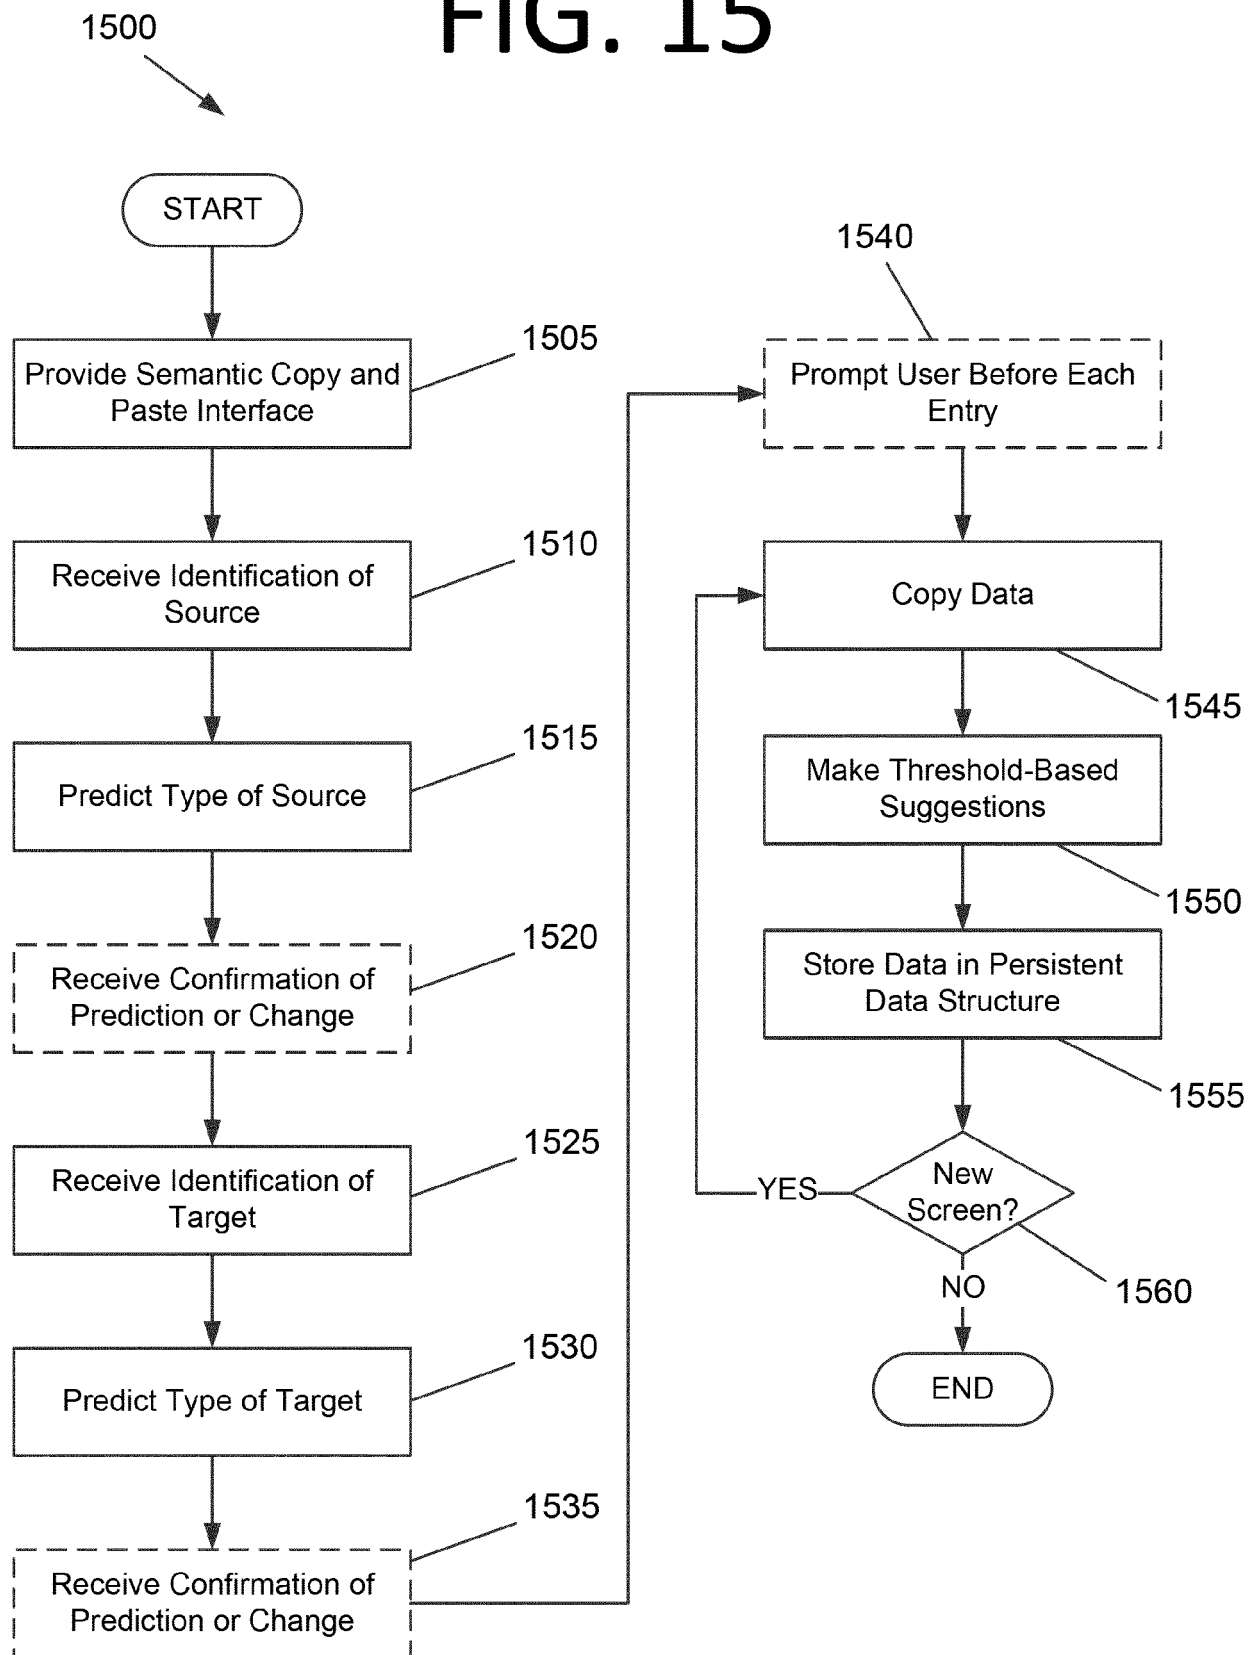 FIG. 15
1500
START
1505
Provide Semantic Copy and
Paste Interface
1510
Receive Identification of
Source
1515
Predict Type of Source
1520
Receive Confirmation of
Prediction or Change
1525
Receive Identification of
Target
1530
Predict Type of Target
1535
Receive Confirmation of
Prediction or Change
1540
Prompt User Before Each
Entry
Copy Data
1545
Make Threshold-Based
Suggestions
1550
Store Data in Persistent
Data Structure
1555
New
Screen?
YES
1560
NO
END